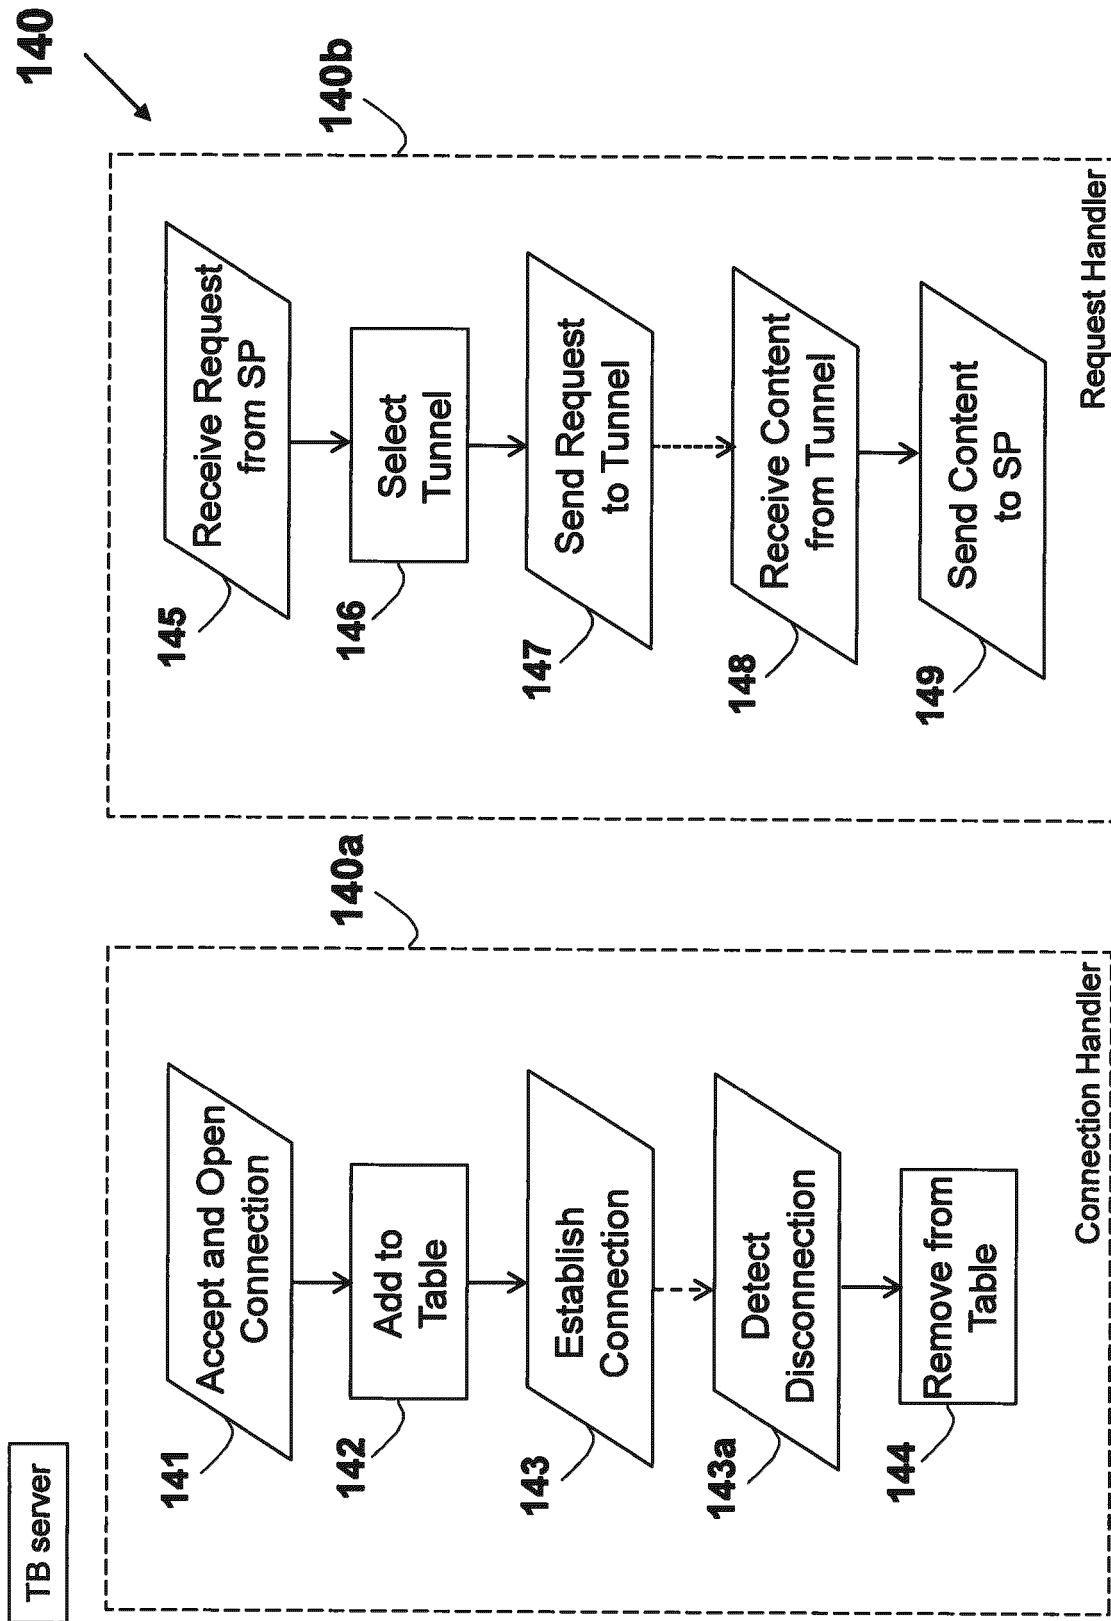 TB server
140
140a
141
Accept and Open
Connection
142
Add to
Table
143
Establish
Connection
143a
Detect
Disconnection
144
Remove from
Table
Connection Handler
140b
145
Receive Request
from SP
146
Select
Tunnel
147
Send Request
to Tunnel
148
Receive Content
from Tunnel
149
Send Content
to SP
Request Handler